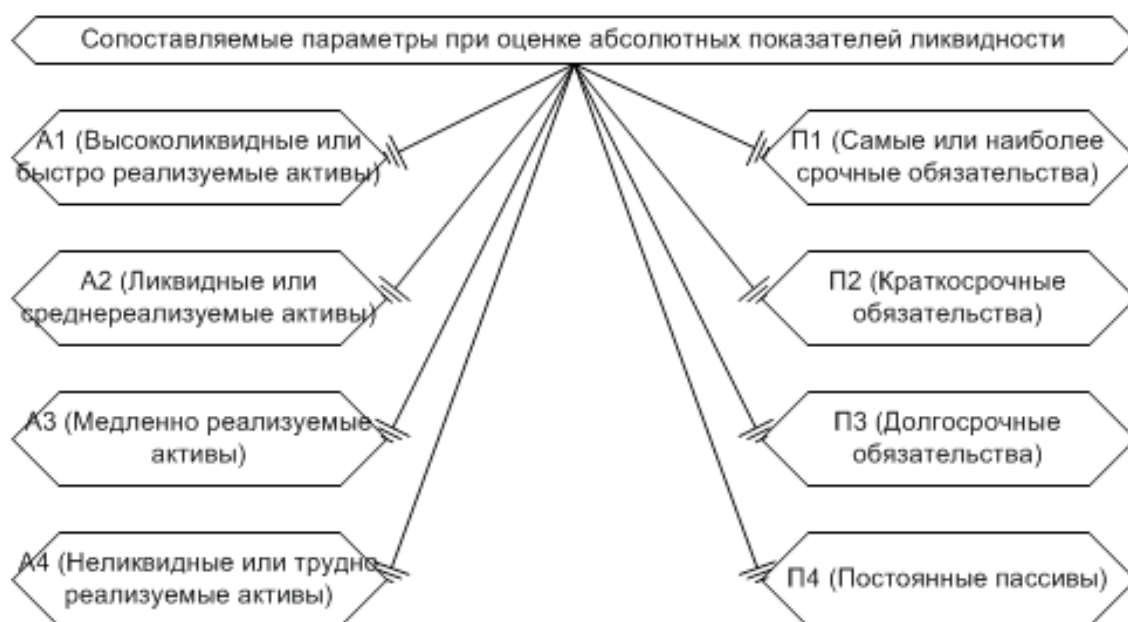 Сопоставляемые параметры при оценке абсолютных показателей ликвидности
А1 (Высоколиквидные или
быстро реализуемые активы)
П1 (Самые или наиболее
срочные обязательства)
А2 (Ликвидные или
среднереализуемые активы)
П2 (Краткосрочные
обязательства)
А3 (Медленно реализуемые
активы)
П3 (Долгосрочные
обязательства)
А4 (Неликвидные или трудно
реализуемые активы)
П4 (Постоянные пассивы)